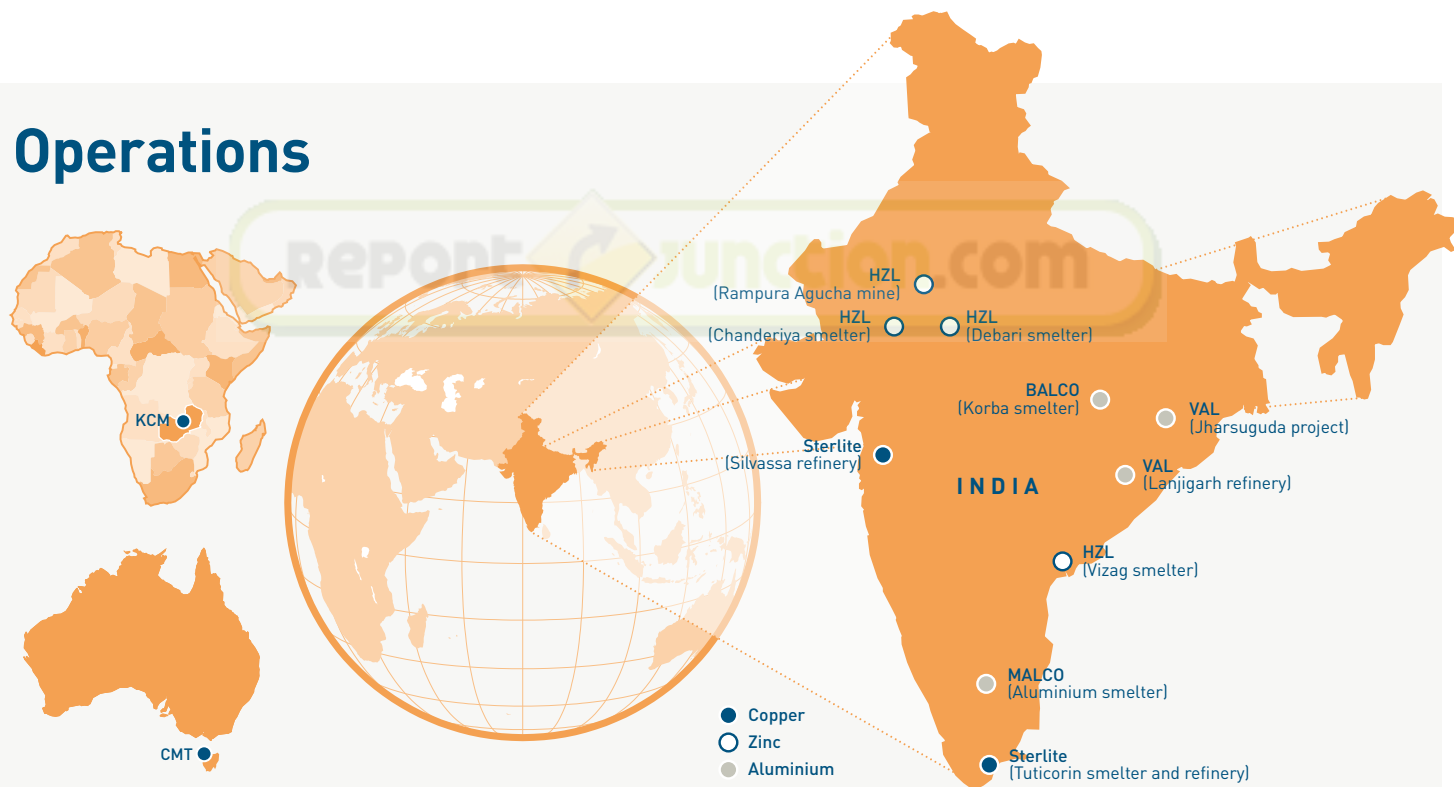 Operations
RepoRt junction.com
HZL
(Rampura Agucha mine)
HZL
(Chanderiya smelter)
HZL
(Debari smelter)
BALCO
(Korba smelter)
VAL
(Jharsuguda project)
KCM
Sterlite
(Silvassa refinery)
VAL
(Lanjigarh refinery)
INDIA
HZL
(Vizag smelter)
MALCO
(Aluminium smelter)
Copper
Zinc
Aluminium
CMT
Sterlite
(Tuticorin smelter and refinery)